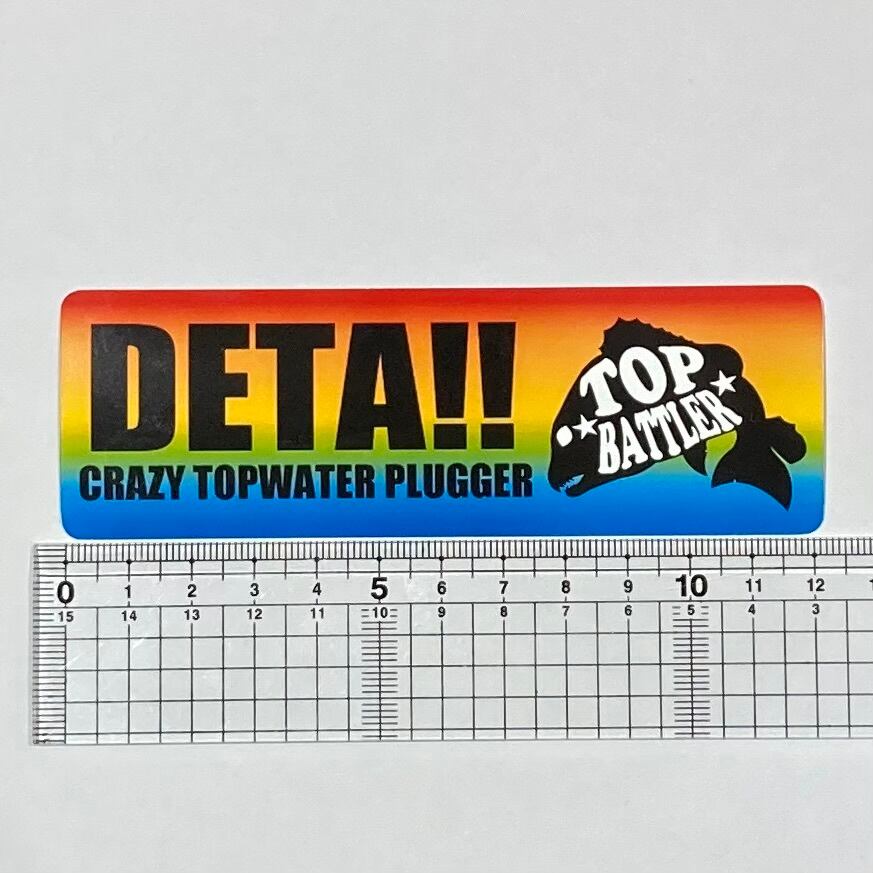 DETA!!
CRAZY TOPWATER PLUGGER
TOP
★BATTLER★
0 1 2 3 4 5 6 7 8 9 10 11 12
15 14 13 12 11 10 9 8 7 6 5 4 3